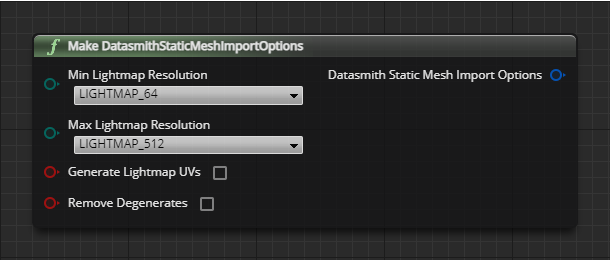 f Make DatasmithStaticMeshImportOptions
Min Lightmap Resolution
Datasmith Static Mesh Import Options
LIGHTMAP_64
Max Lightmap Resolution
LIGHTMAP_512
Generate Lightmap UVs
Remove Degenerates